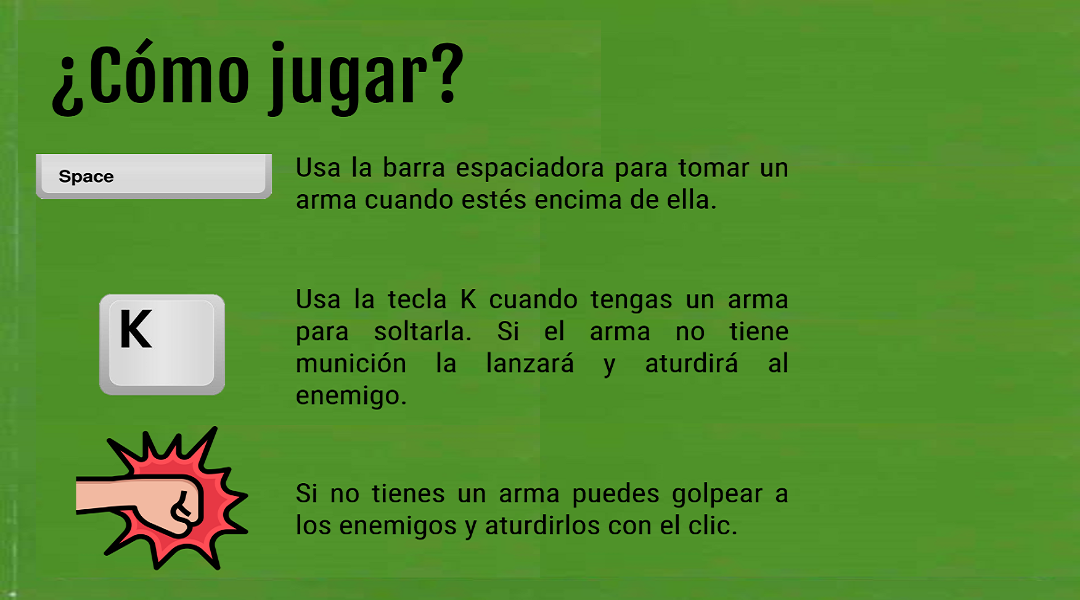 ¿Cómo jugar?
Space
Usa la barra espaciadora para tomar un
arma cuando estés encima de ella.
K
Usa la tecla K cuando tengas un arma
para soltarla. Si el arma no tiene
munición la lanzará y aturdirá al
enemigo.
Si no tienes un arma puedes golpear a
los enemigos y aturdirlos con el clic.